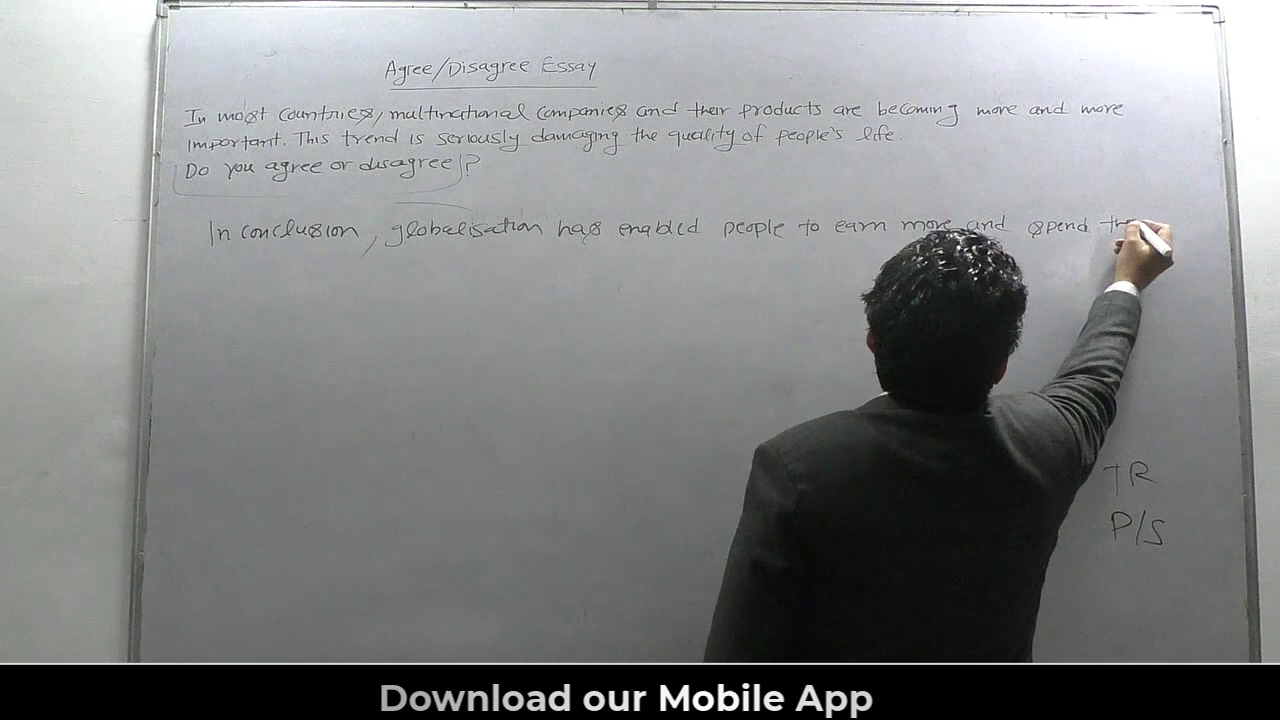 Agree/Disagree Essay
In most countries, multinational companies and their products are becoming more and more
important. This trend is seriously damaging the quality of people's life.
Do you agree or disagree?
In conclusion, globalisation has enabled people to earn more and spend
TR
P/S
Download our Mobile App